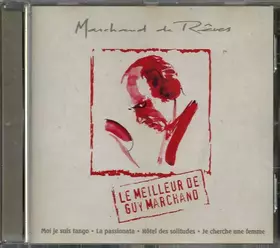 Marchand de Rêves
LE MEILLEUR DE
GUY MARCHAND
Moi je suis tango - La passionata - Hôtel des solitudes - Je cherche une femme